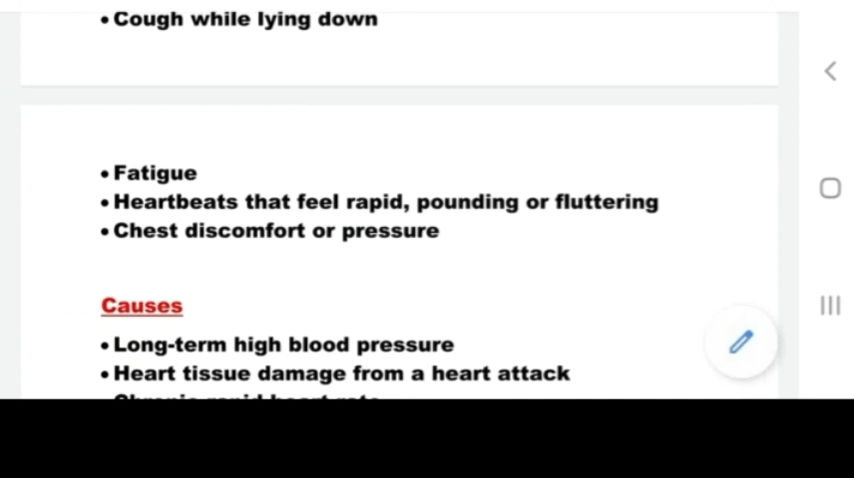 • Cough while lying down
• Fatigue
• Heartbeats that feel rapid, pounding or fluttering
• Chest discomfort or pressure
Causes
• Long-term high blood pressure
• Heart tissue damage from a heart attack